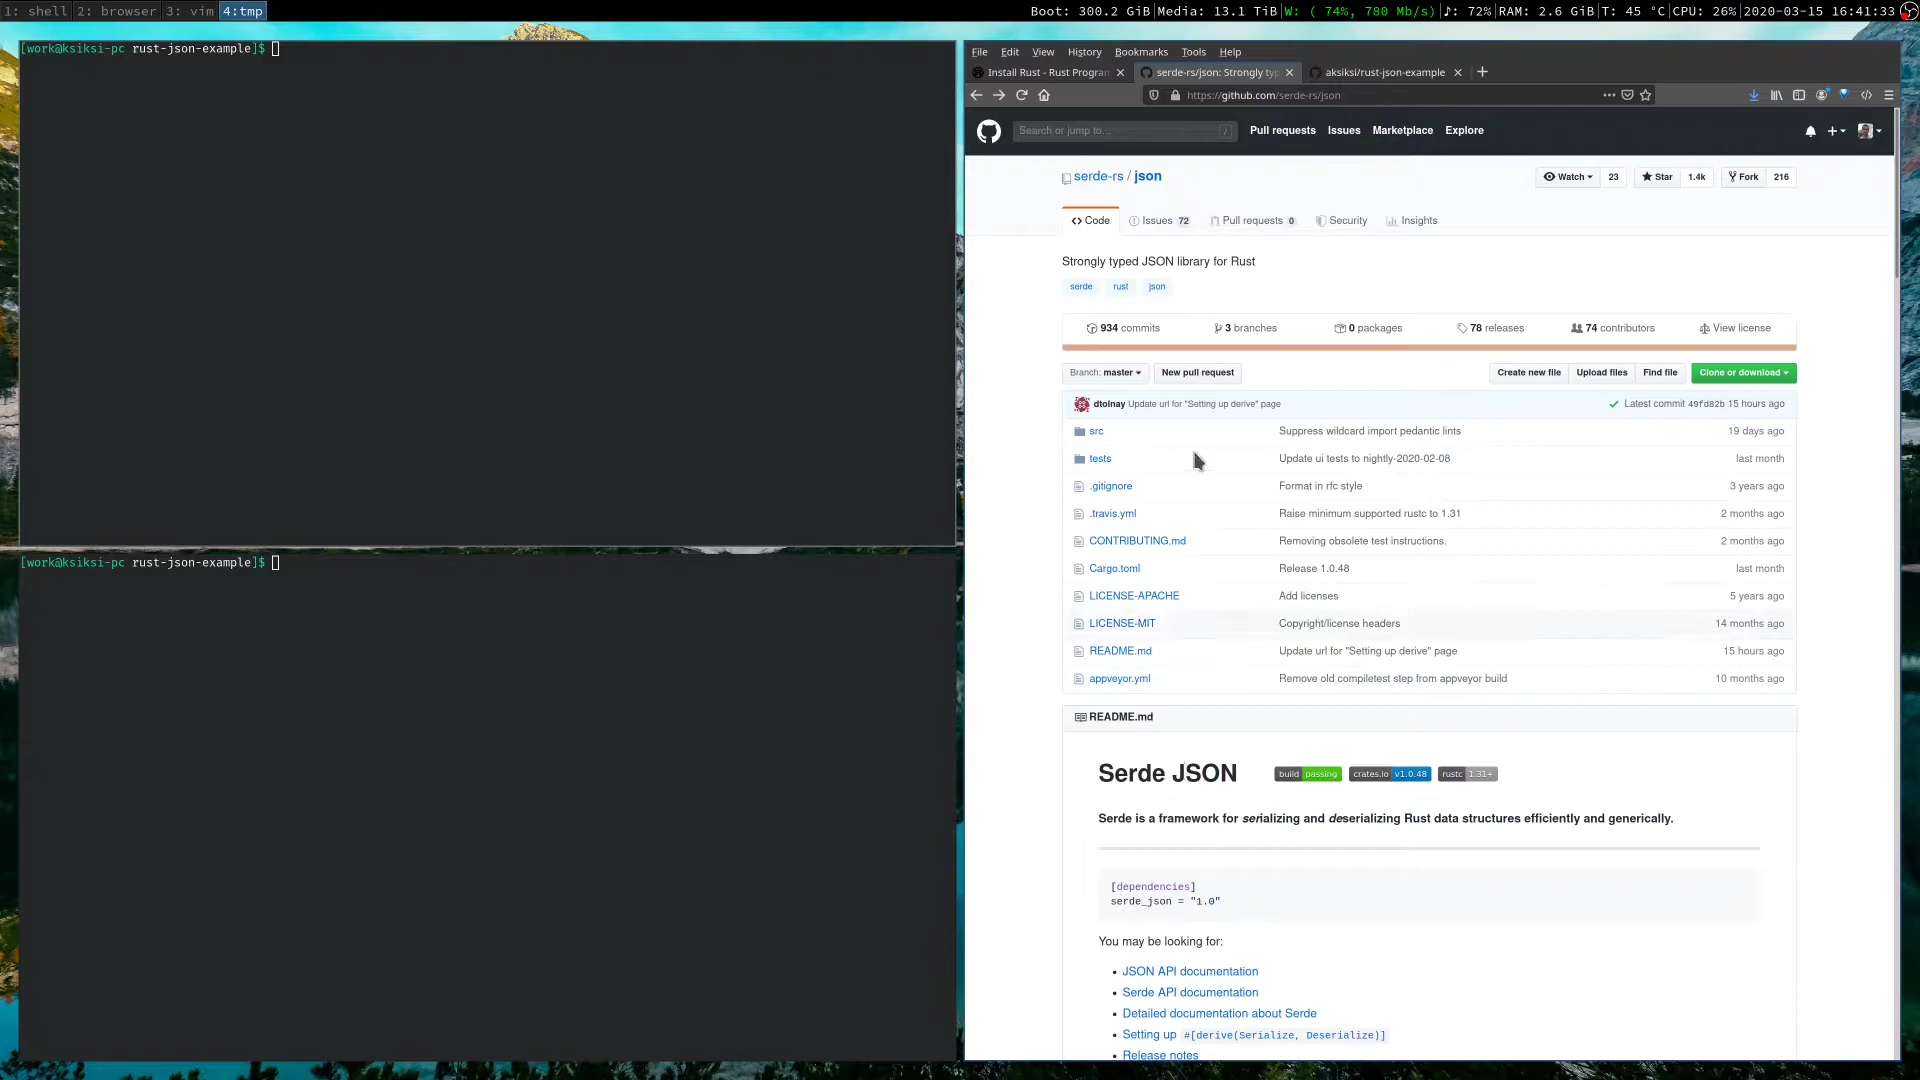 1: shell 2: browser 3: vim 4:tmp
Boot: 300.2 GiB|Media: 13.1 TiB|W: ( 74%, 780 Mb/s)|♪: 72%|RAM: 2.6 GiB|T: 45 °C|CPU: 26%|2020-03-15 16:41:33
[work@ksiksi-pc rust-json-example]$
[work@ksiksi-pc rust-json-example]$
File Edit View History Bookmarks Tools Help
Install Rust - Rust Program
serde-rs/json: Strongly typ
aksiksi/rust-json-example
https://github.com/serde-rs/json
Search or jump to… /
Pull requests Issues Marketplace Explore
serde-rs / json
Watch 23 Star 1.4k Fork 216
Code Issues 72 Pull requests 0 Security Insights
Strongly typed JSON library for Rust
serde rust json
934 commits 3 branches 0 packages 78 releases 74 contributors View license
Branch: master New pull request Create new file Upload files Find file Clone or download
dtolnay Update url for "Setting up derive" page Latest commit 49fd82b 15 hours ago
src Suppress wildcard import pedantic lints 19 days ago
tests Update ui tests to nightly-2020-02-08 last month
.gitignore Format in rfc style 3 years ago
.travis.yml Raise minimum supported rustc to 1.31 2 months ago
CONTRIBUTING.md Removing obsolete test instructions. 2 months ago
Cargo.toml Release 1.0.48 last month
LICENSE-APACHE Add licenses 5 years ago
LICENSE-MIT Copyright/license headers 14 months ago
README.md Update url for "Setting up derive" page 15 hours ago
appveyor.yml Remove old compiletest step from appveyor build 10 months ago
README.md
Serde JSON build passing crates.io v1.0.48 rustc 1.31+
Serde is a framework for serializing and deserializing Rust data structures efficiently and generically.
[dependencies]
serde_json = "1.0"
You may be looking for:
• JSON API documentation
• Serde API documentation
• Detailed documentation about Serde
• Setting up #[derive(Serialize, Deserialize)]
• Release notes